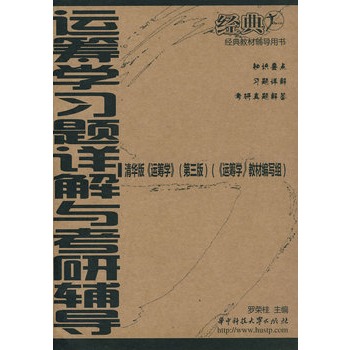 运筹学习题详解与考研辅导
经典
经典教材辅导用书
知识要点
习题详解
考研真题解答
清华版《运筹学》(第三版)(《运筹学》教材编写组)
罗荣桂 主编
华中科技大学出版社
http://www.hustp.com